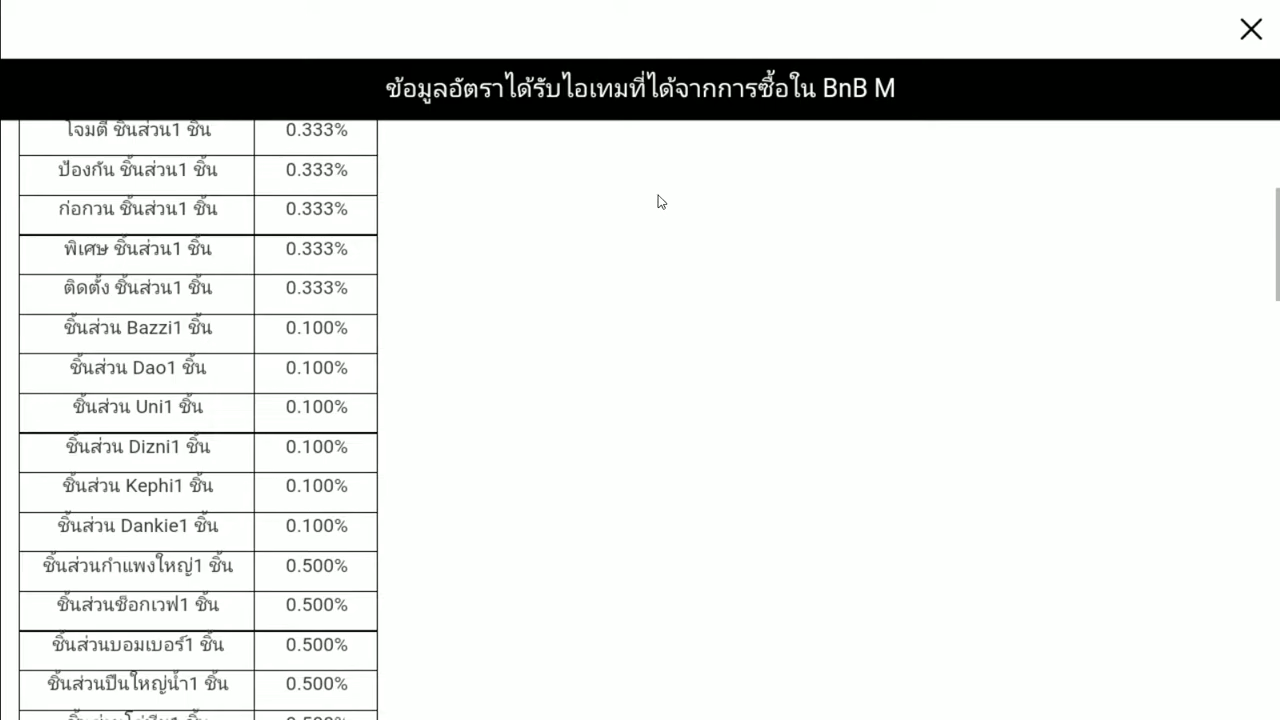 ข้อมูลอัตราได้รับไอเทมที่ได้จากการซื้อใน BnB M
โจมตี ชิ้นส่วน1 ชิ้น 0.333%
ป้องกัน ชิ้นส่วน1 ชิ้น 0.333%
ก่อกวน ชิ้นส่วน1 ชิ้น 0.333%
พิเศษ ชิ้นส่วน1 ชิ้น 0.333%
ติดตั้ง ชิ้นส่วน1 ชิ้น 0.333%
ชิ้นส่วน Bazzi1 ชิ้น 0.100%
ชิ้นส่วน Dao1 ชิ้น 0.100%
ชิ้นส่วน Uni1 ชิ้น 0.100%
ชิ้นส่วน Dizni1 ชิ้น 0.100%
ชิ้นส่วน Kephi1 ชิ้น 0.100%
ชิ้นส่วน Dankie1 ชิ้น 0.100%
ชิ้นส่วนกำแพงใหญ่1 ชิ้น 0.500%
ชิ้นส่วนช็อกเวฟ1 ชิ้น 0.500%
ชิ้นส่วนบอมเบอร์1 ชิ้น 0.500%
ชิ้นส่วนปืนใหญ่น้ำ1 ชิ้น 0.500%